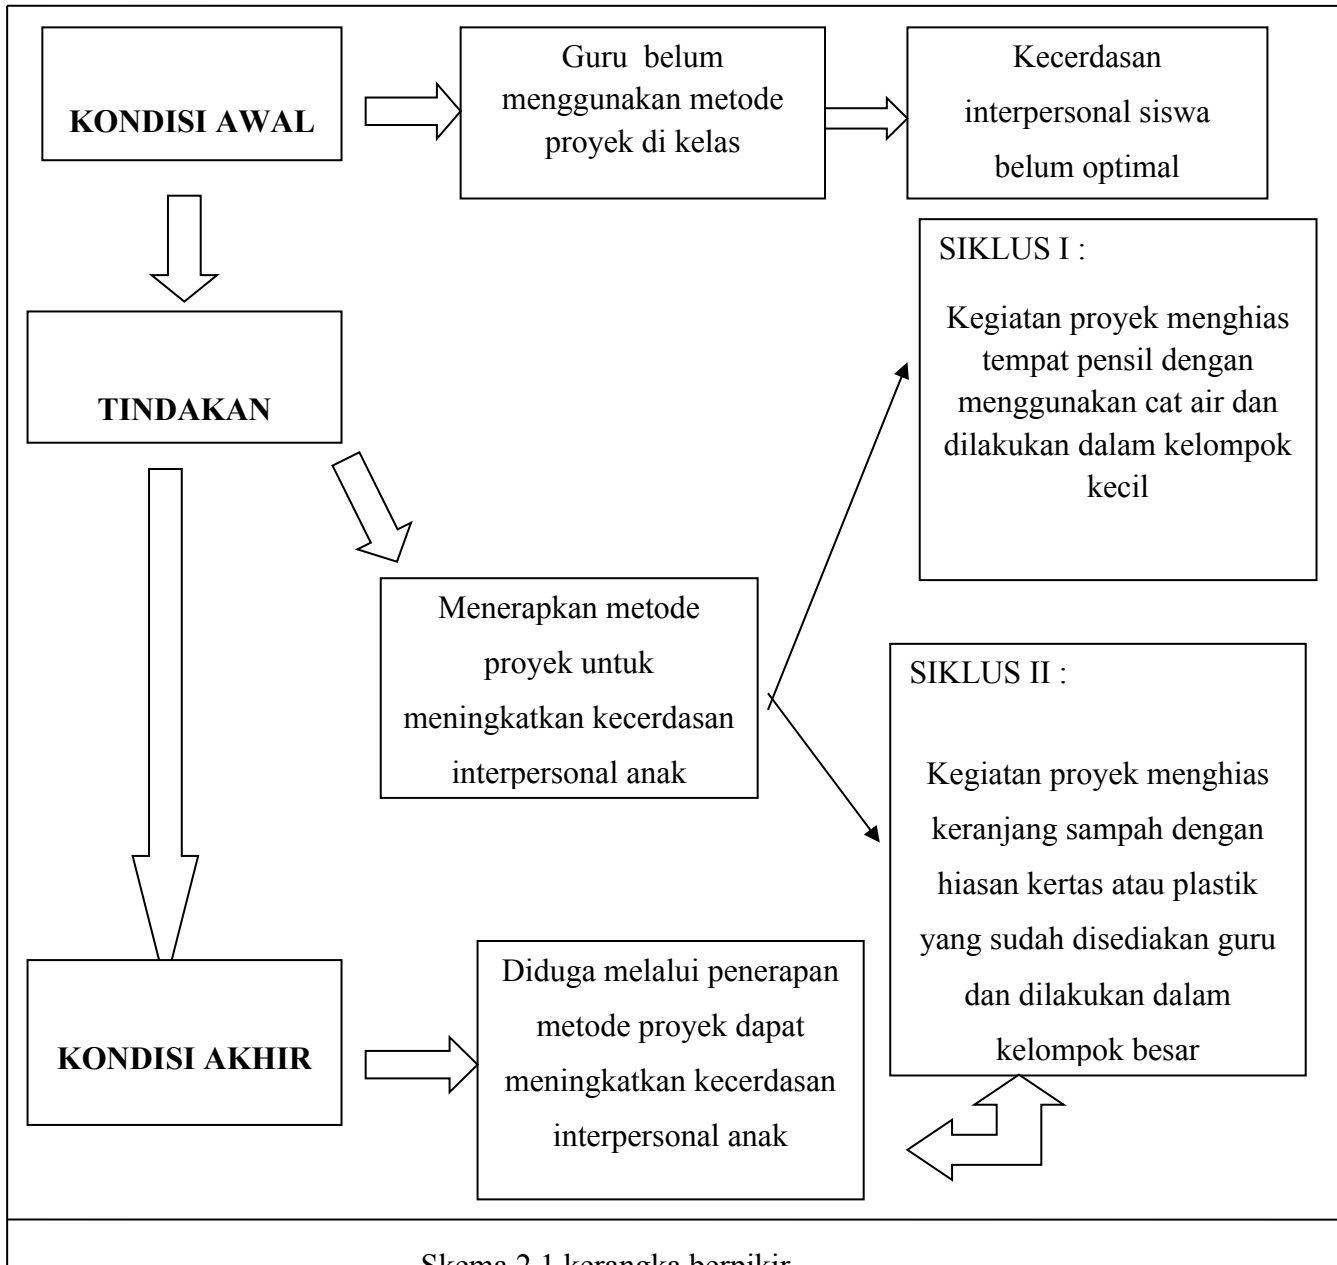 KONDISI AWAL
Guru belum
menggunakan metode
proyek di kelas
Kecerdasan
interpersonal siswa
belum optimal
SIKLUS I :
Kegiatan proyek menghias
tempat pensil dengan
menggunakan cat air dan
dilakukan dalam kelompok
kecil
TINDAKAN
Menerapkan metode
proyek untuk
meningkatkan kecerdasan
interpersonal anak
SIKLUS II :
Kegiatan proyek menghias
keranjang sampah dengan
hiasan kertas atau plastik
yang sudah disediakan guru
dan dilakukan dalam
kelompok besar
KONDISI AKHIR
Diduga melalui penerapan
metode proyek dapat
meningkatkan kecerdasan
interpersonal anak
Skema 2.1 kerangka berpikir